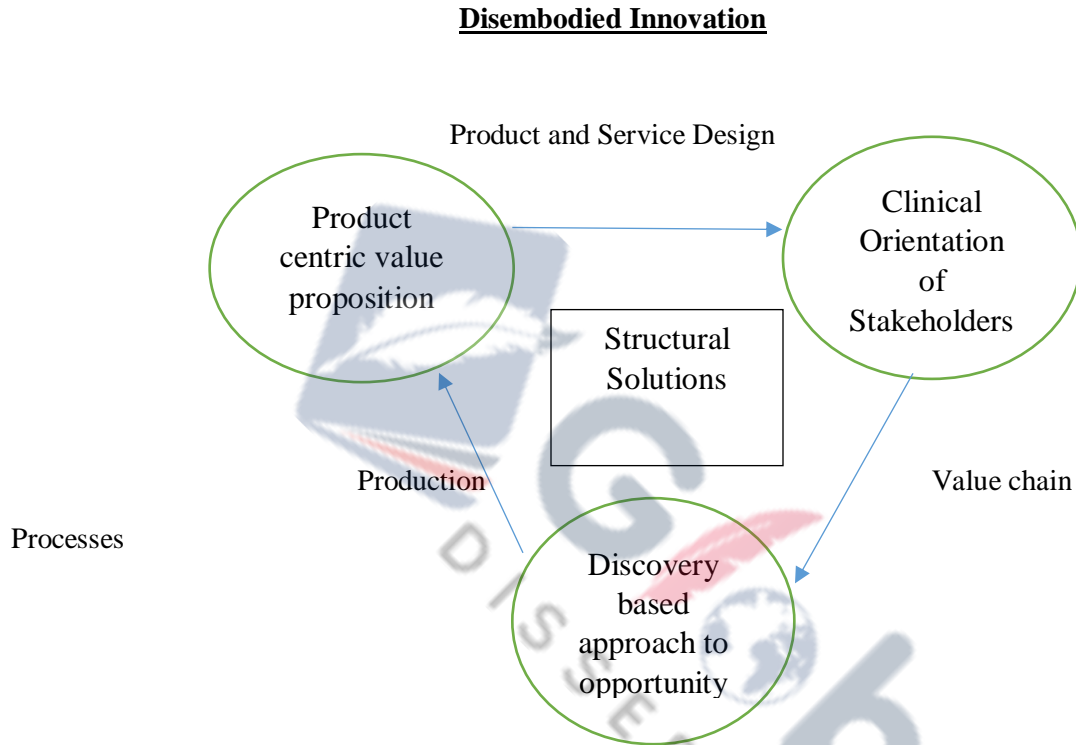 Disembodied Innovation
Product and Service Design
Product
centric value
proposition
Clinical
Orientation
of
Stakeholders
Structural
Solutions
Production
Value chain
Processes
Discovery
based
approach to
opportunity
G
DISSE